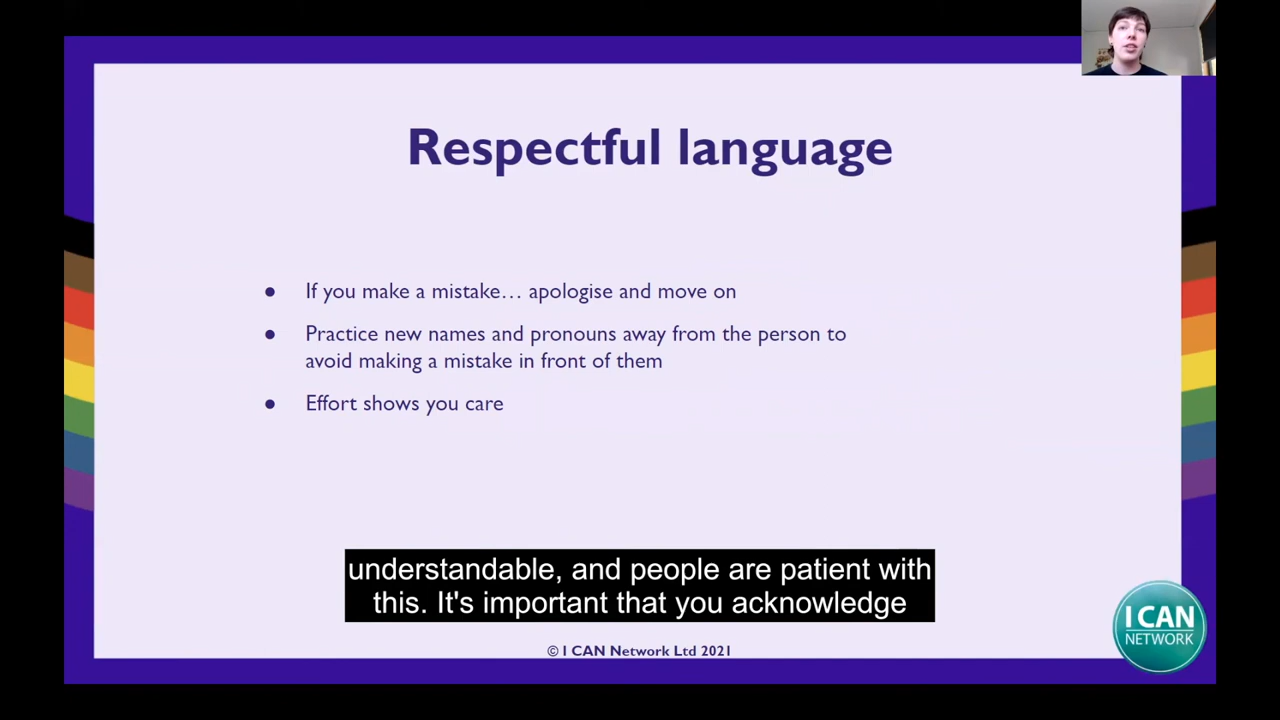 Respectful language
● If you make a mistake… apologise and move on
● Practice new names and pronouns away from the person to
avoid making a mistake in front of them
● Effort shows you care
understandable, and people are patient with
this. It's important that you acknowledge
© I CAN Network Ltd 2021
I CAN
NETWORK